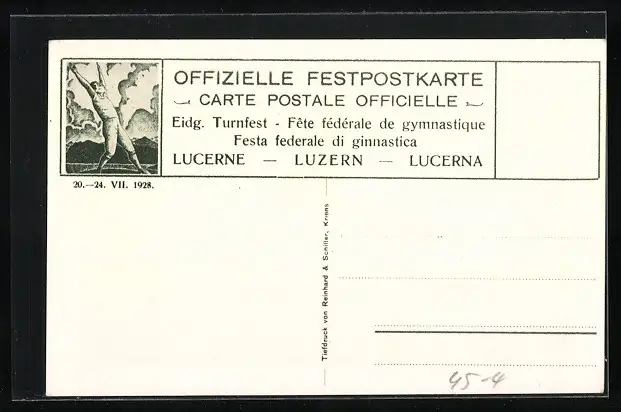 OFFIZIELLE FESTPOSTKARTE
CARTE POSTALE OFFICIELLE
Eidg. Turnfest - Fête fédérale de gymnastique
Festa federale di ginnastica
LUCERNE — LUZERN — LUCERNA
20.—24. VII. 1928.
Tiefdruck von Reinhard & Schiller, Kriens
45-4